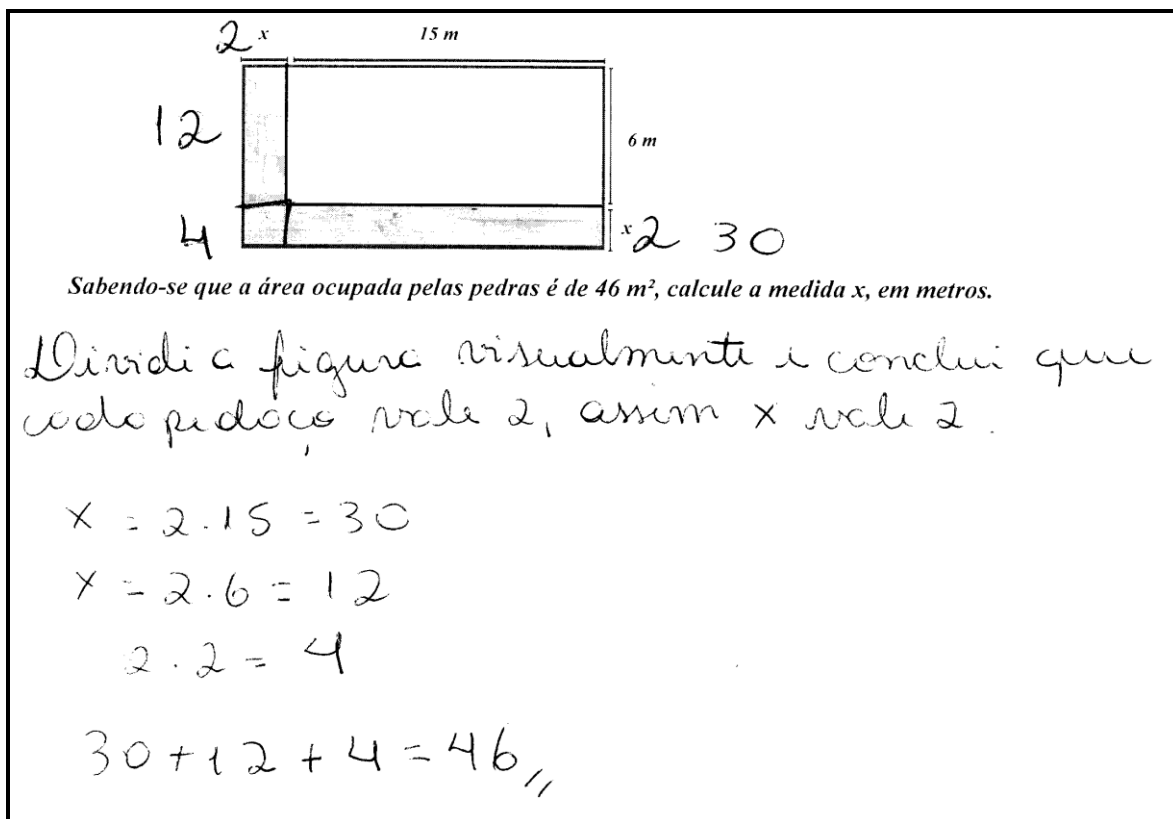 2 x 15 m
12
6 m
4
x 2 30
Sabendo-se que a área ocupada pelas pedras é de 46 m², calcule a medida x, em metros.
Dividi a figura visualmente e conclui que
cada pedaço vale 2, assim x vale 2.
x = 2.15 = 30
x = 2.6 = 12
2.2 = 4
30 + 12 + 4 = 46,,